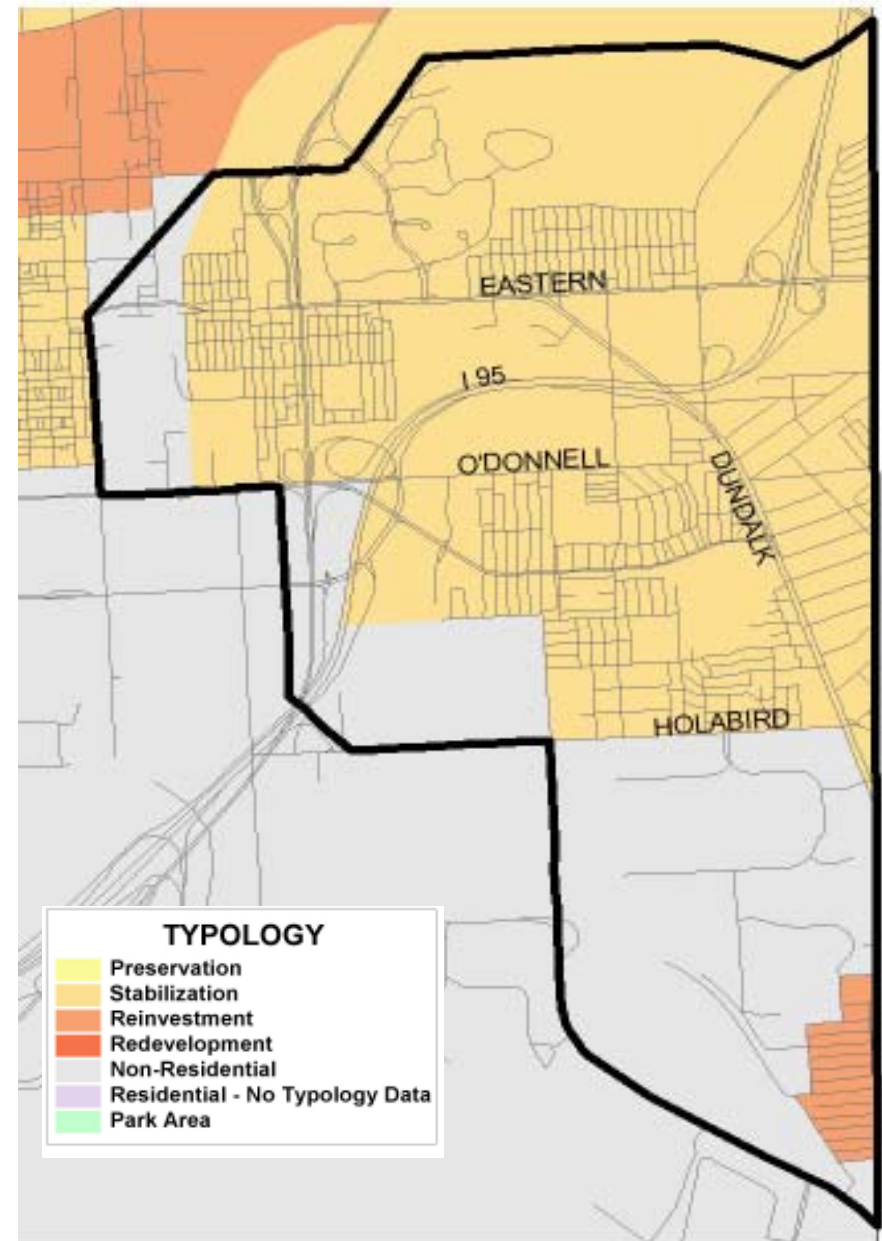 EASTERN
I 95
O'DONNELL
DUNDALK
HOLABIRD
TYPOLOGY
Preservation
Stabilization
Reinvestment
Redevelopment
Non-Residential
Residential - No Typology Data
Park Area